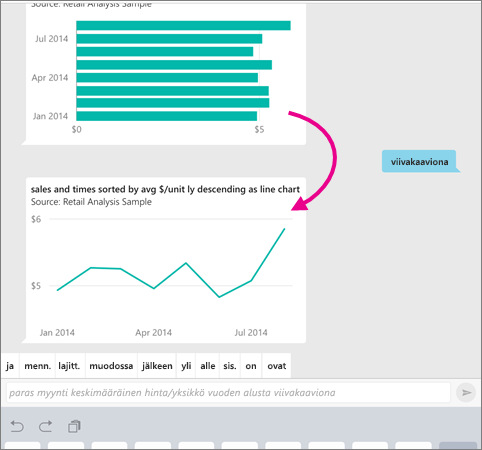 Source: Retail Analysis Sample
Jul 2014
Apr 2014
Jan 2014
$0 $5
viivakaaviona
sales and times sorted by avg $/unit ly descending as line chart
Source: Retail Analysis Sample
$6
$5
Jan 2014 Apr 2014 Jul 2014
ja menn. lajitt. muodossa jälkeen yli alle sis. on ovat
paras myynti keskimääräinen hinta/yksikkö vuoden alusta viivakaaviona